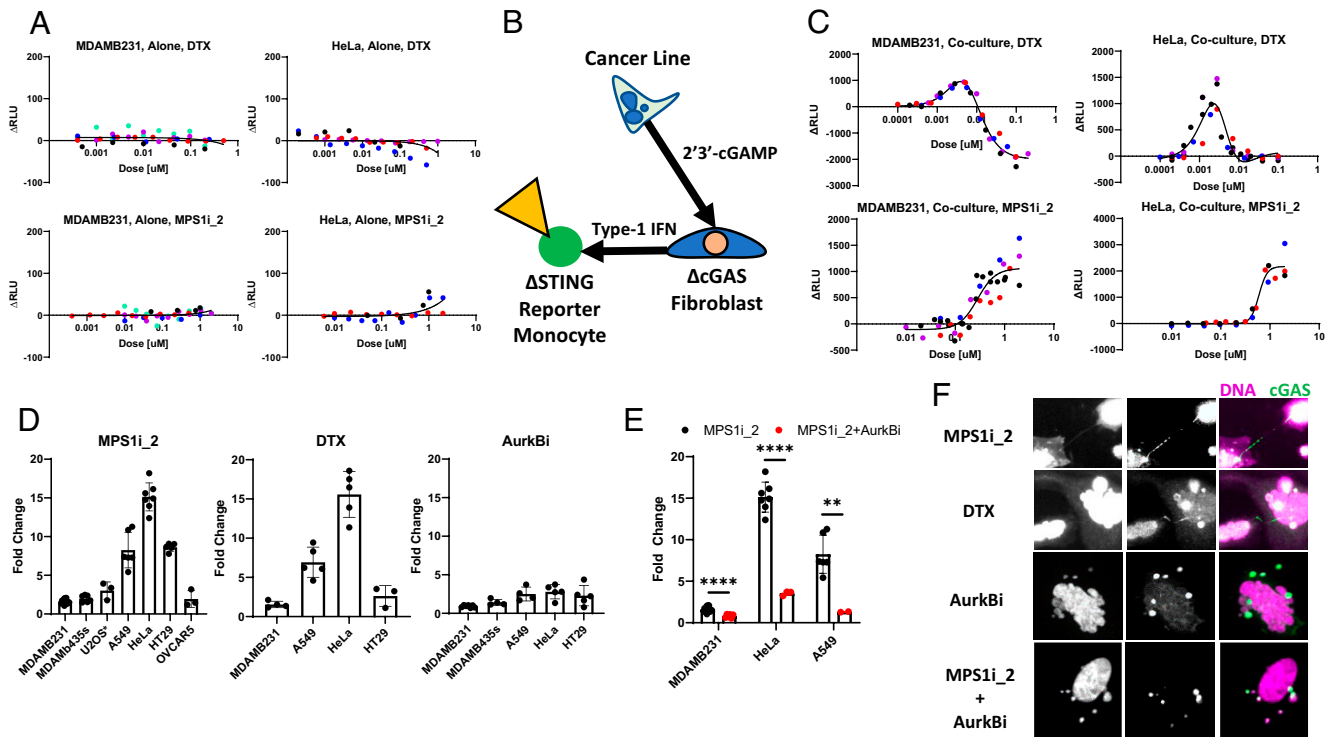 A
MDAMB231, Alone, DTX
200
100
0
-100
ΔRLU
0.001
0.01
0.1
1
Dose [uM]
HeLa, Alone, DTX
200
100
0
-100
ΔRLU
0.001
0.01
0.1
1
10
Dose [uM]
MDAMB231, Alone, MPS1i_2
200
100
0
-100
ΔRLU
0.001
0.01
0.1
1
10
Dose [uM]
HeLa, Alone, MPS1i_2
200
100
0
-100
ΔRLU
0.01
0.1
1
10
Dose [uM]
B
Cancer Line
2'3'-cGAMP
Type-1 IFN
ΔSTING
Reporter
Monocyte
ΔcGAS
Fibroblast
C
MDAMB231, Co-culture, DTX
2000
1000
0
-1000
-2000
-3000
ΔRLU
0.0001
0.001
0.01
0.1
1
Dose [uM]
HeLa, Co-culture, DTX
2000
1500
1000
500
0
-500
ΔRLU
0.0001
0.001
0.01
0.1
1
Dose [uM]
MDAMB231, Co-culture, MPS1i_2
2000
1500
1000
500
0
-500
ΔRLU
0.01
0.1
1
10
Dose [uM]
HeLa, Co-culture, MPS1i_2
4000
3000
2000
1000
0
-1000
ΔRLU
0.01
0.1
1
10
Dose [uM]
D
MPS1i_2
20
15
10
5
0
Fold Change
MDAMB231
MDAMb435s
U2OS*
A549
HeLa
HT29
OVCAR5
DTX
20
15
10
5
0
Fold Change
MDAMB231
A549
HeLa
HT29
AurkBi
20
15
10
5
0
Fold Change
MDAMB231
MDAMB435s
A549
HeLa
HT29
E
MPS1i_2
MPS1i_2+AurkBi
20
15
10
5
0
Fold Change
****
****
**
MDAMB231
HeLa
A549
F
DNA cGAS
MPS1i_2
DTX
AurkBi
MPS1i_2
+
AurkBi